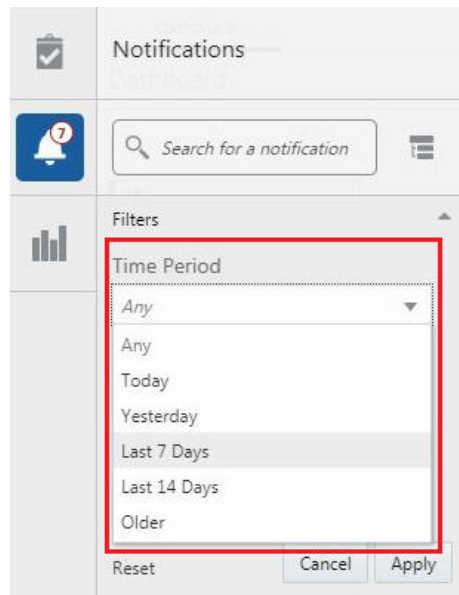 Notifications
7
Search for a notification
Filters
Time Period
Any
Any
Today
Yesterday
Last 7 Days
Last 14 Days
Older
Reset Cancel Apply